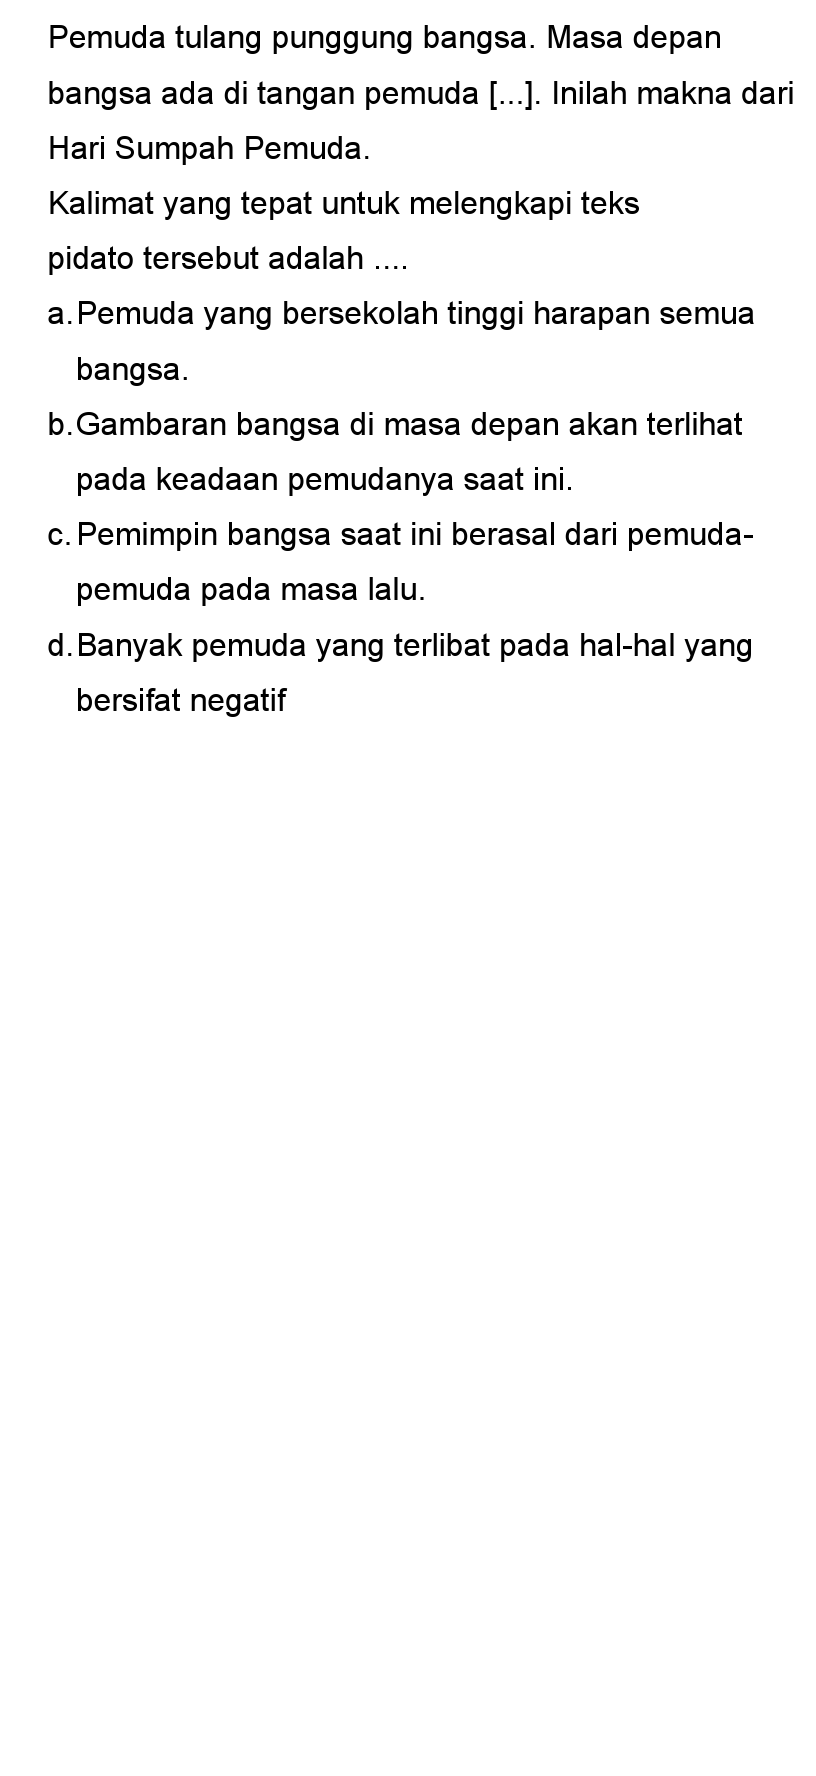 Pemuda tulang punggung bangsa. Masa depan
bangsa ada di tangan pemuda [...]. Inilah makna dari
Hari Sumpah Pemuda.
Kalimat yang tepat untuk melengkapi teks
pidato tersebut adalah ....
a. Pemuda yang bersekolah tinggi harapan semua
bangsa.
b. Gambaran bangsa di masa depan akan terlihat
pada keadaan pemudanya saat ini.
c. Pemimpin bangsa saat ini berasal dari pemuda-
pemuda pada masa lalu.
d. Banyak pemuda yang terlibat pada hal-hal yang
bersifat negatif